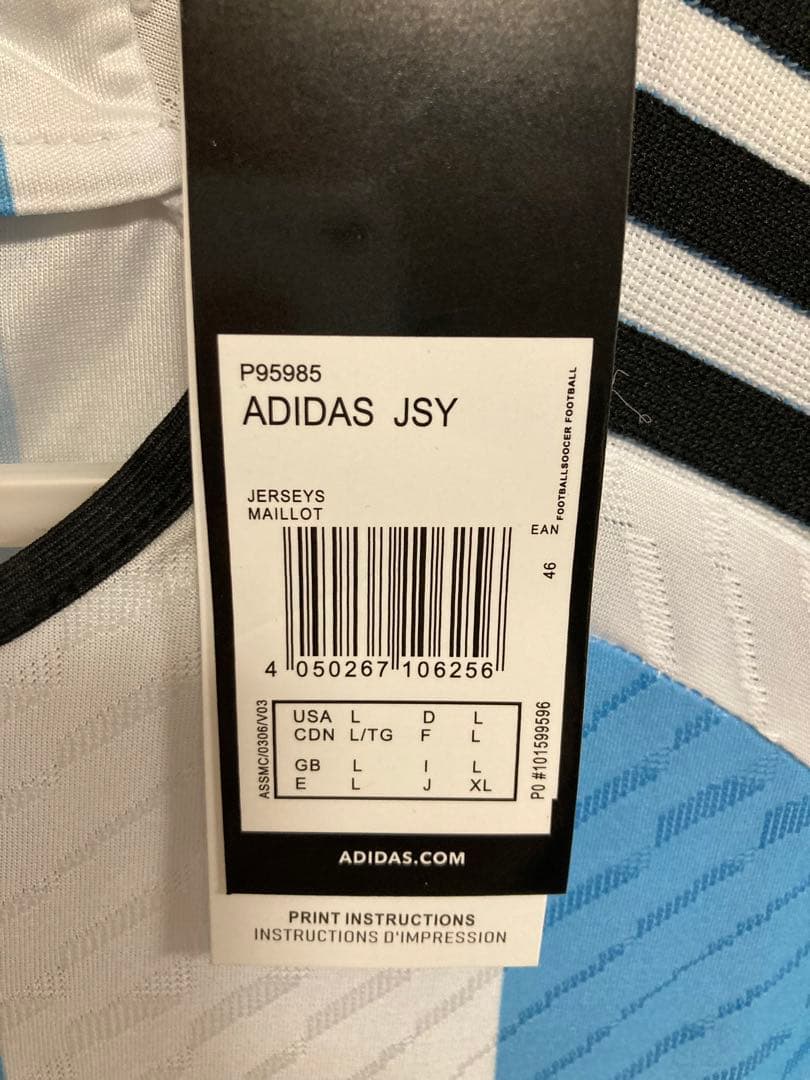 P95985
ADIDAS JSY
JERSEYS
MAILLOT
FOOTBALLSOOCER FOOTBALL
EAN
46
4 050267 106256
ASSMC/0306/V03
USA L D L
CDN L/TG F L
GB L I L
E L J XL
PO #101599596
ADIDAS.COM
PRINT INSTRUCTIONS
INSTRUCTIONS D'IMPRESSION